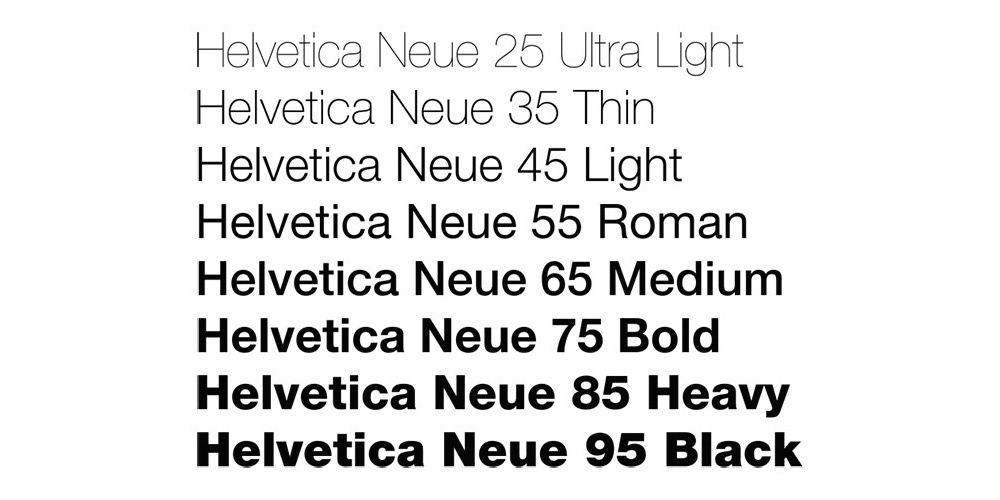 Helvetica Neue 25 Ultra Light
Helvetica Neue 35 Thin
Helvetica Neue 45 Light
Helvetica Neue 55 Roman
Helvetica Neue 65 Medium
Helvetica Neue 75 Bold
Helvetica Neue 85 Heavy
Helvetica Neue 95 Black